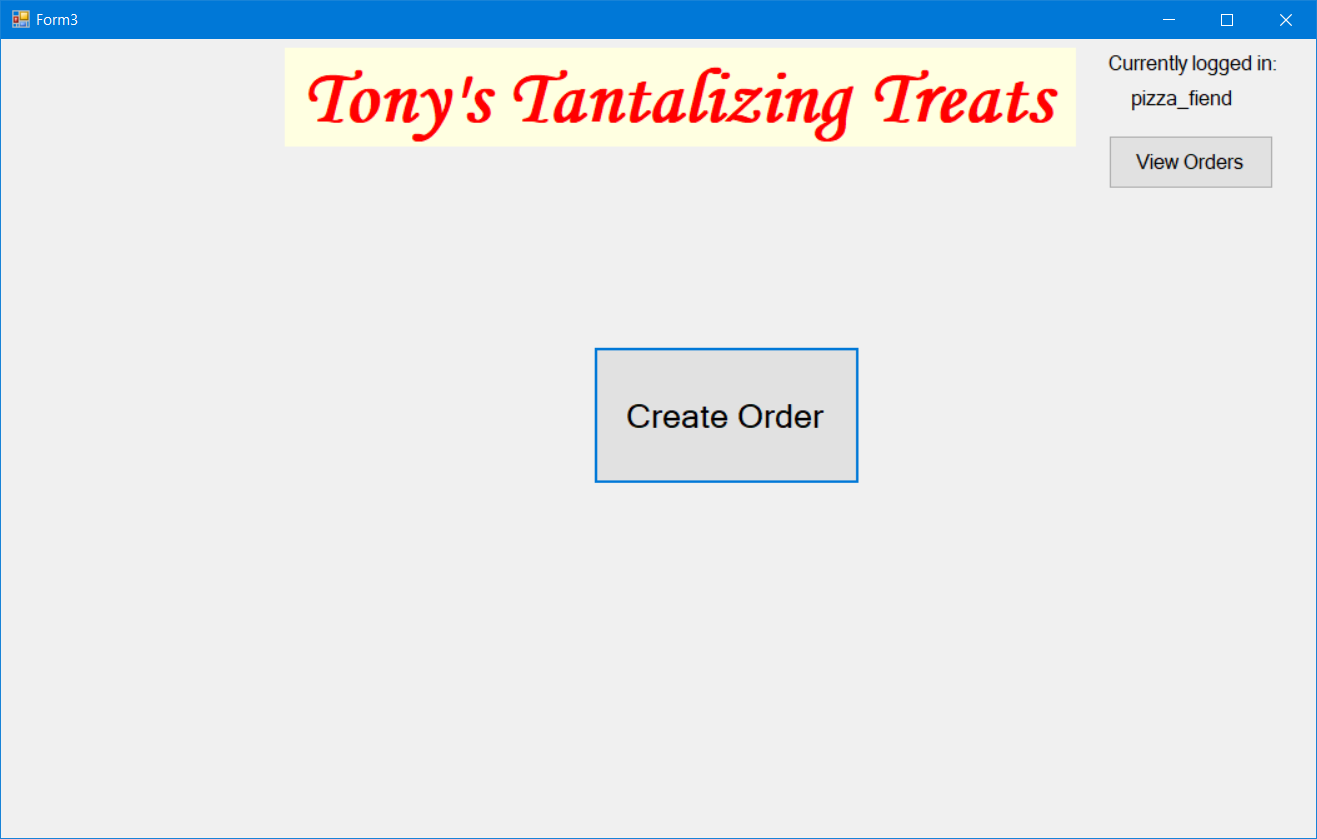 Form3
Tony's Tantalizing Treats
Currently logged in:
pizza_fiend
View Orders
Create Order